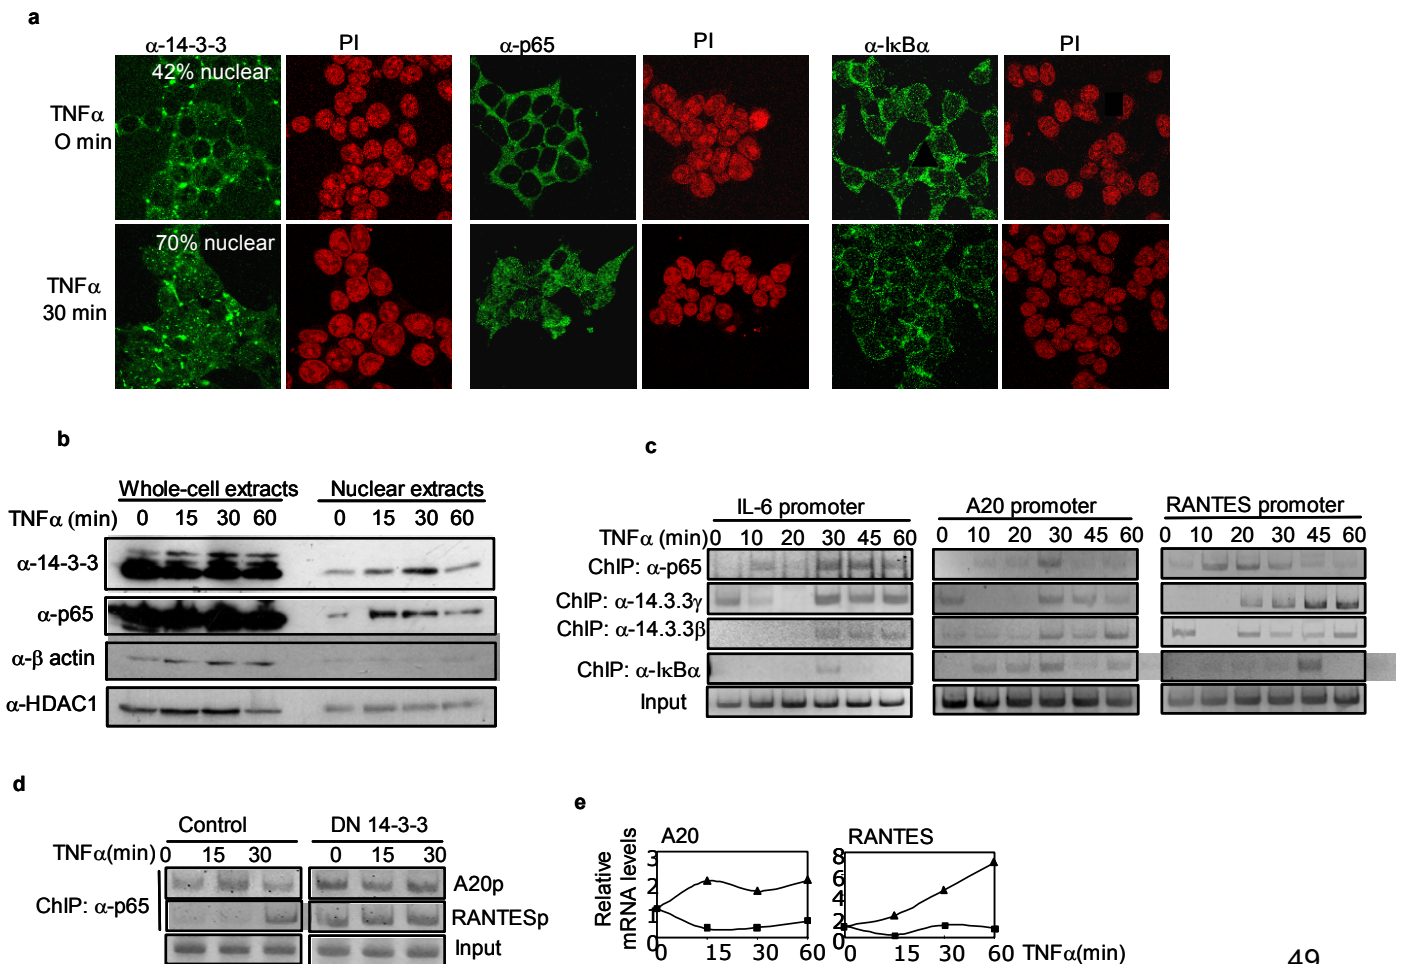 a
α-14-3-3 PI α-p65 PI α-IκBα PI
42% nuclear
TNFα
O min
70% nuclear
TNFα
30 min
b
Whole-cell extracts Nuclear extracts
TNFα (min) 0 15 30 60 0 15 30 60
α-14-3-3
α-p65
α-β actin
α-HDAC1
c
IL-6 promoter A20 promoter RANTES promoter
TNFα (min) 0 10 20 30 45 60 0 10 20 30 45 60 0 10 20 30 45 60
ChIP: α-p65
ChIP: α-14.3.3γ
ChIP: α-14.3.3β
ChIP: α-IκBα
Input
d
Control DN 14-3-3
TNFα(min) 0 15 30 0 15 30
ChIP: α-p65
A20p
RANTESp
Input
e
A20 RANTES
Relative
mRNA levels
3
2
1
0
0 15 30 60
8
6
4
2
0
0 15 30 60 TNFα(min)
49